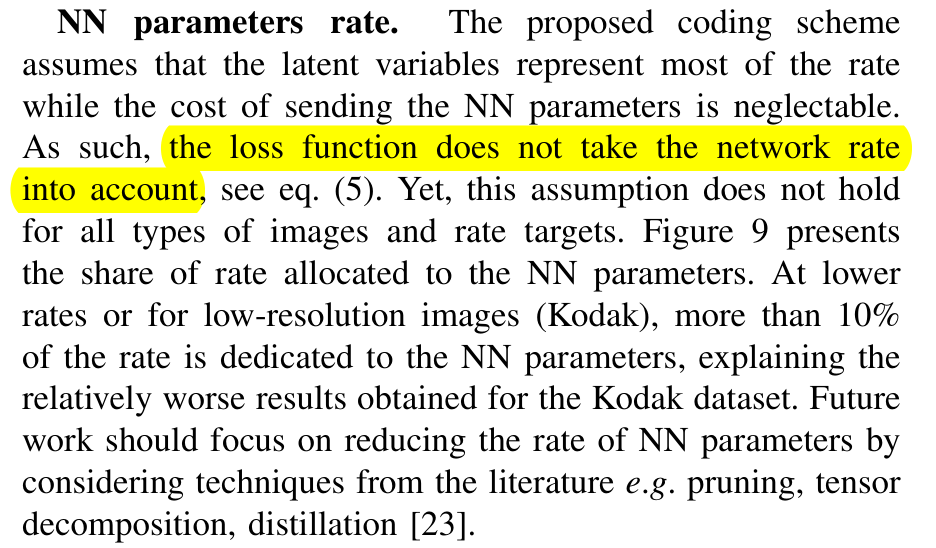 NN parameters rate. The proposed coding scheme
assumes that the latent variables represent most of the rate
while the cost of sending the NN parameters is neglectable.
As such, the loss function does not take the network rate
into account, see eq. (5). Yet, this assumption does not hold
for all types of images and rate targets. Figure 9 presents
the share of rate allocated to the NN parameters. At lower
rates or for low-resolution images (Kodak), more than 10%
of the rate is dedicated to the NN parameters, explaining the
relatively worse results obtained for the Kodak dataset. Future
work should focus on reducing the rate of NN parameters by
considering techniques from the literature e.g. pruning, tensor
decomposition, distillation [23].